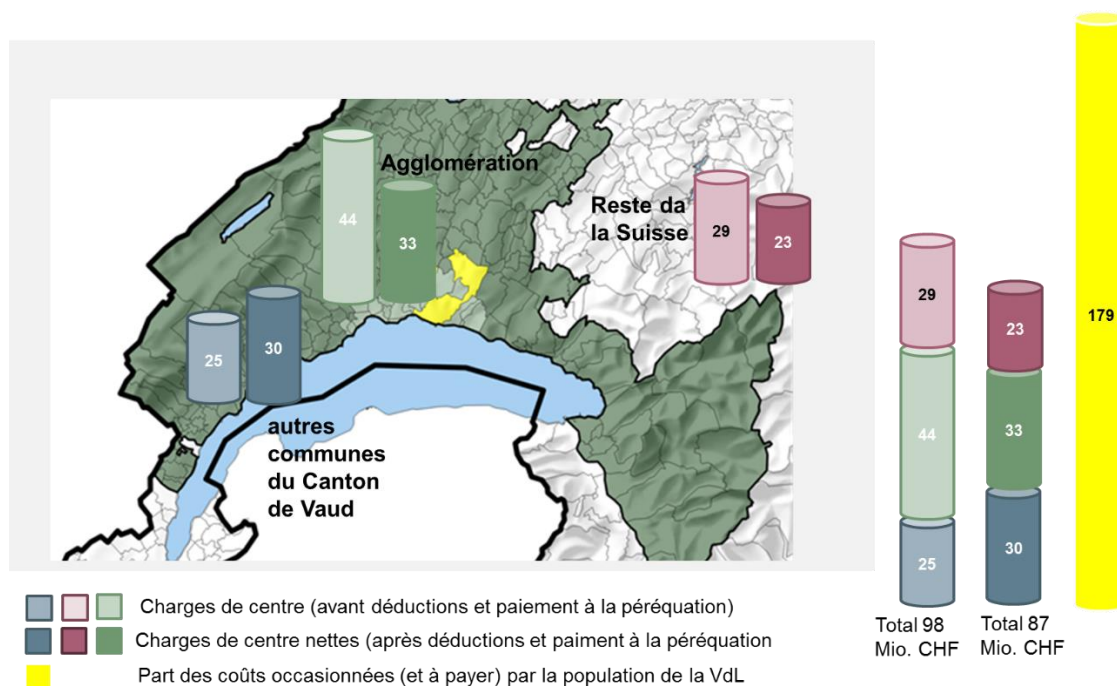 Agglomération
44
33
Reste da
la Suisse
29
23
25
30
autres
communes
du Canton
de Vaud
29
44
25
23
33
30
179
Total 98
Mio. CHF
Total 87
Mio. CHF
Charges de centre (avant déductions et paiement à la péréquation)
Charges de centre nettes (après déductions et paiment à la péréquation
Part des coûts occasionnées (et à payer) par la population de la VdL